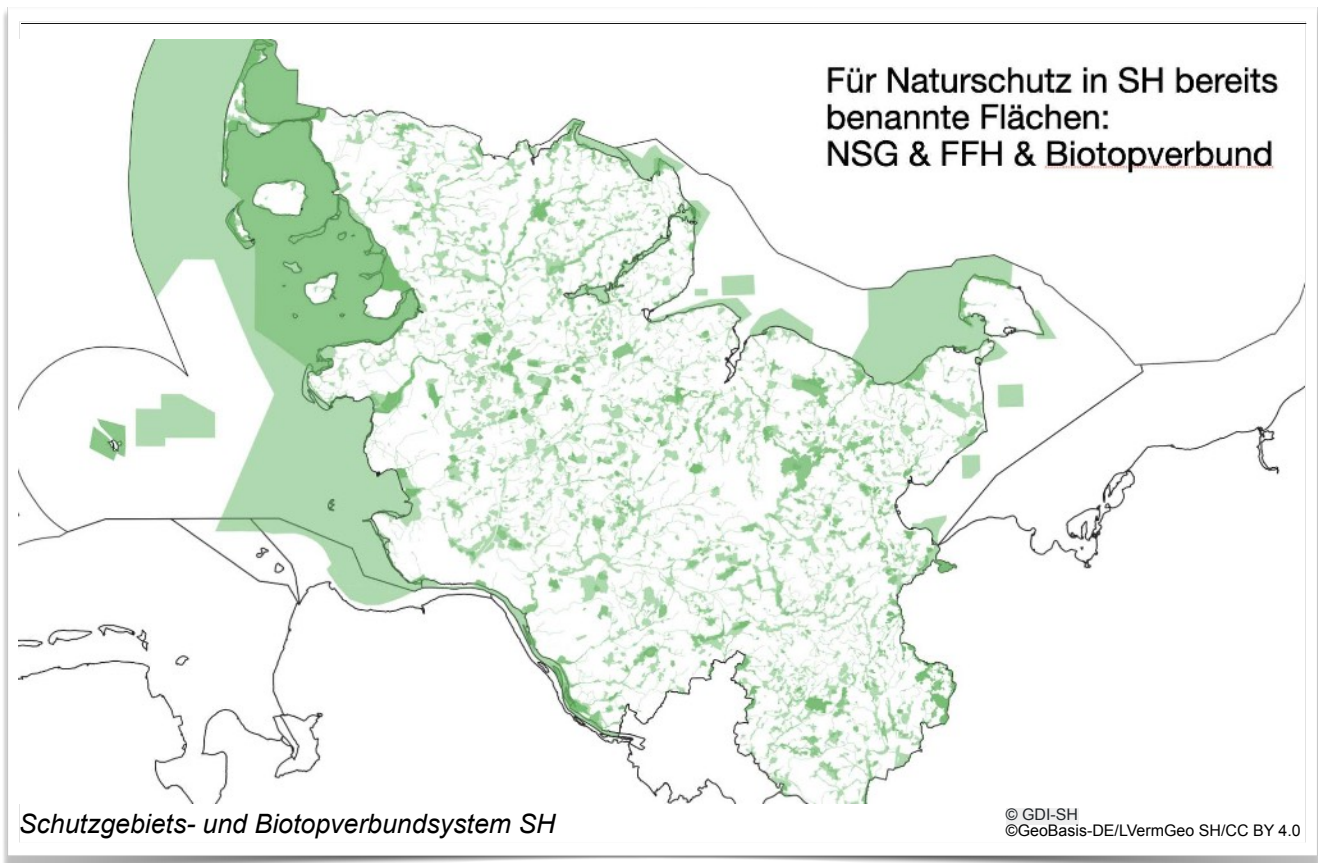 Für Naturschutz in SH bereits
benannte Flächen:
NSG & FFH & Biotopverbund
Schutzgebiets- und Biotopverbundsystem SH
© GDI-SH
©GeoBasis-DE/LVermGeo SH/CC BY 4.0